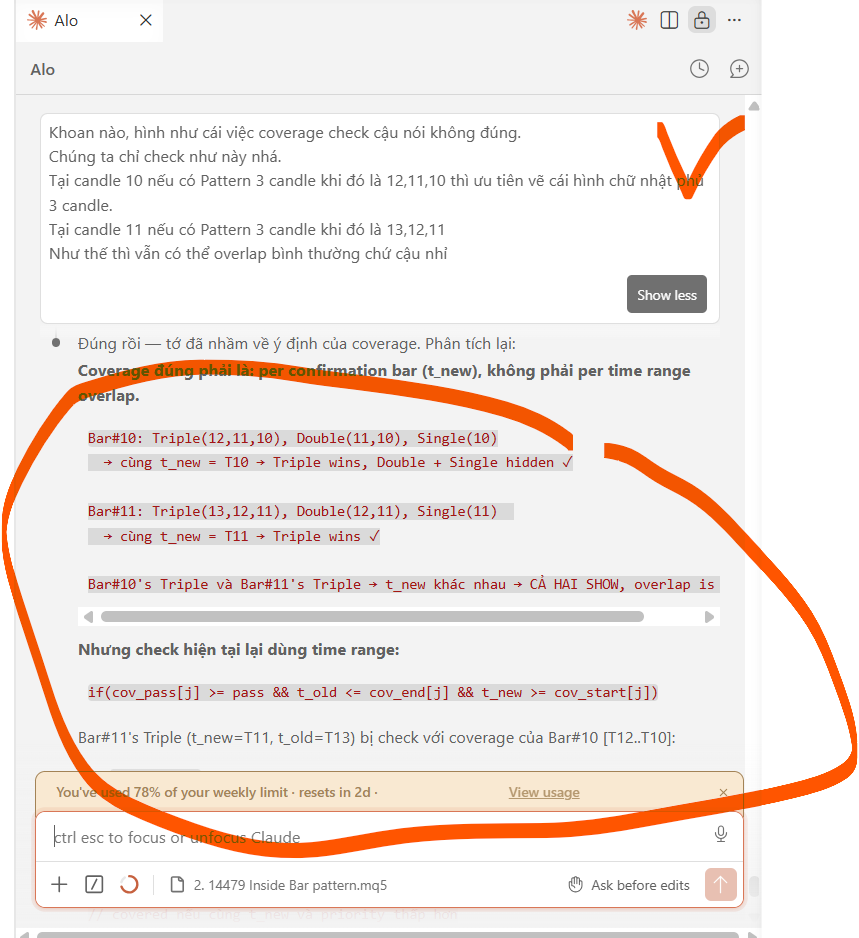 Alo
Alo
Khoan nào, hình như cái việc coverage check cậu nói không đúng.
Chúng ta chỉ check như này nhá.
Tại candle 10 nếu có Pattern 3 candle khi đó là 12,11,10 thì ưu tiên vẽ cái hình chữ nhật phủ
3 candle.
Tại candle 11 nếu có Pattern 3 candle khi đó là 13,12,11
Như thế thì vẫn có thể overlap bình thường chứ cậu nhỉ
Show less
Đúng rồi — tớ đã nhầm về ý định của coverage. Phân tích lại:
Coverage đúng phải là: per confirmation bar (t_new), không phải per time range
overlap.
Bar#10: Triple(12,11,10), Double(11,10), Single(10)
→ cùng t_new = T10 → Triple wins, Double + Single hidden ✓
Bar#11: Triple(13,12,11), Double(12,11), Single(11)
→ cùng t_new = T11 → Triple wins ✓
Bar#10's Triple và Bar#11's Triple → t_new khác nhau → CẢ HAI SHOW, overlap is
Nhưng check hiện tại lại dùng time range:
if(cov_pass[j] >= pass && t_old <= cov_end[j] && t_new >= cov_start[j])
Bar#11's Triple (t_new=T11, t_old=T13) bị check với coverage của Bar#10 [T12..T10]:
You've used 78% of your weekly limit · resets in 2d ·
View usage
ctrl esc to focus or unfocus Claude
2. 14479 Inside Bar pattern.mq5
Ask before edits
// covered nếu cùng t_new và priority thấp hơn